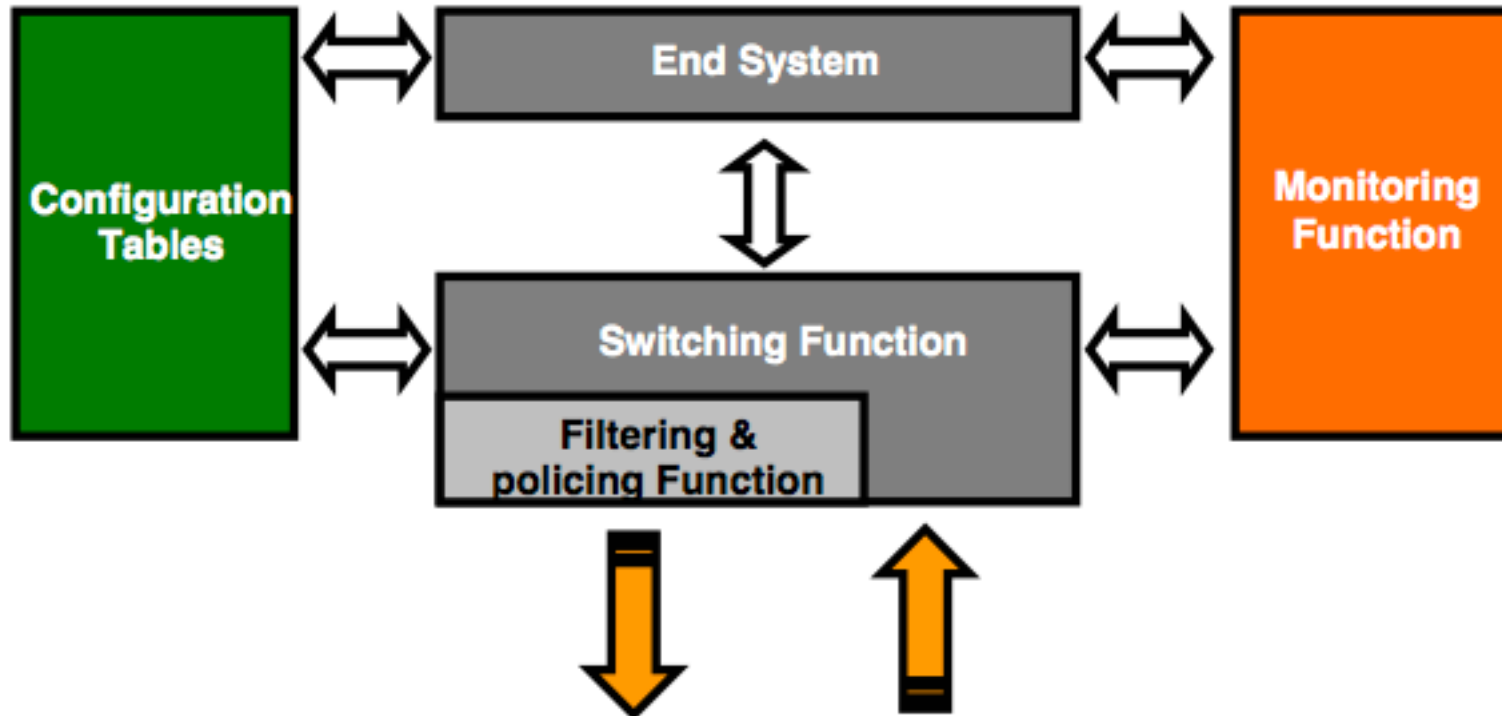 End System
Configuration
Tables
Monitoring
Function
Switching Function
Filtering &
policing Function